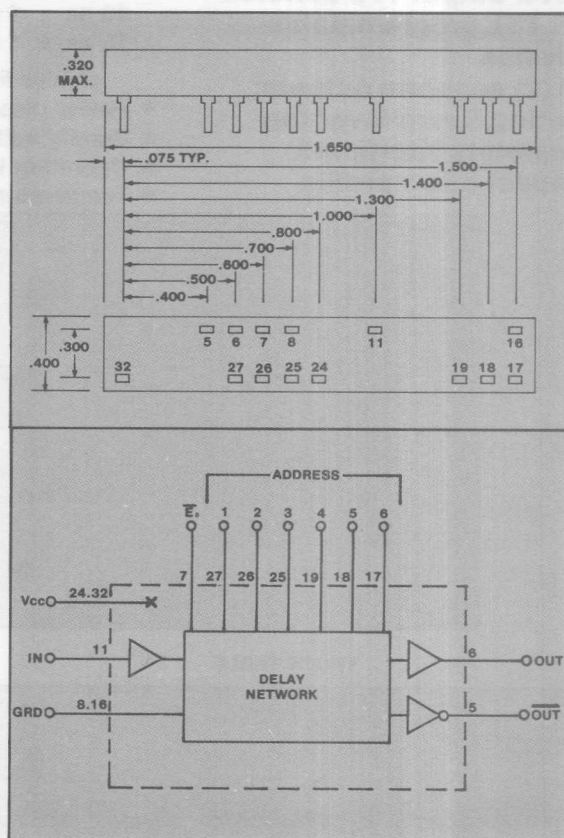 .320
MAX.
1.650
.075 TYP.
1.500
1.400
1.300
1.000
.800
.700
.600
.500
.400
.300
.400
5 6 7 8 11 16
32 27 26 25 24 19 18 17
ADDRESS
E̅s 1 2 3 4 5 6
7 27 26 25 19 18 17
Vcc 24.32
IN 11
DELAY
NETWORK
6 OUT
GRD 8.16
5 O̅U̅T̅